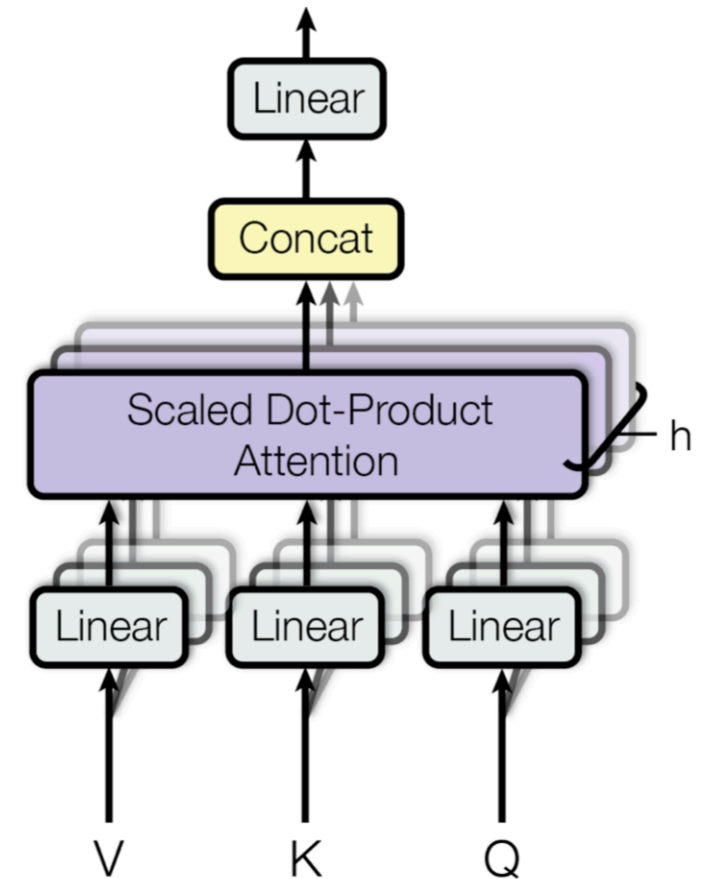 Linear
Concat
Scaled Dot-Product
Attention
h
Linear Linear Linear
V K Q